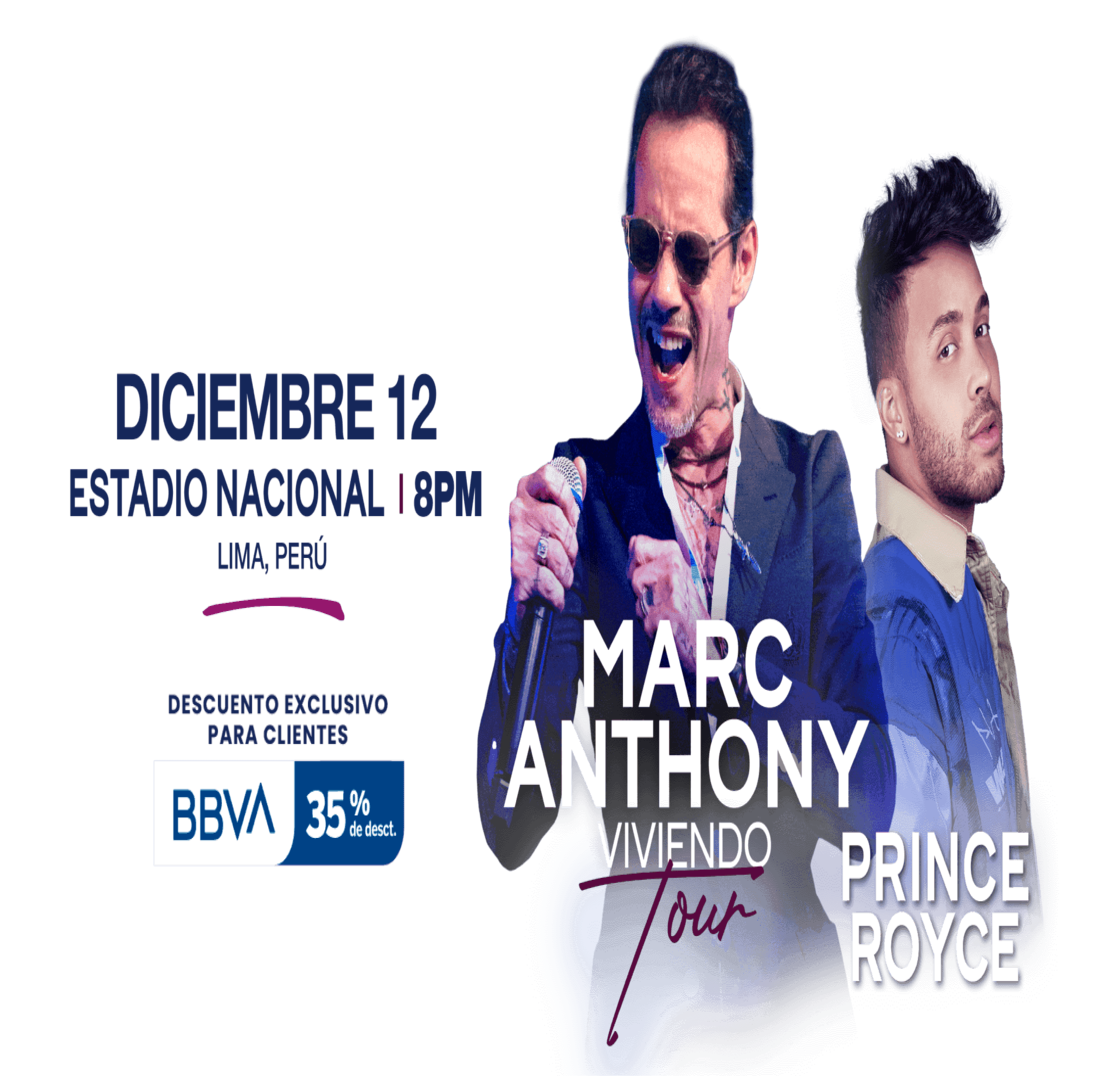 DICIEMBRE 12
ESTADIO NACIONAL | 8PM
LIMA, PERÚ
DESCUENTO EXCLUSIVO
PARA CLIENTES
BBVA 35% de desct.
MARC
ANTHONY
VIVIENDO
Tour
PRINCE
ROYCE